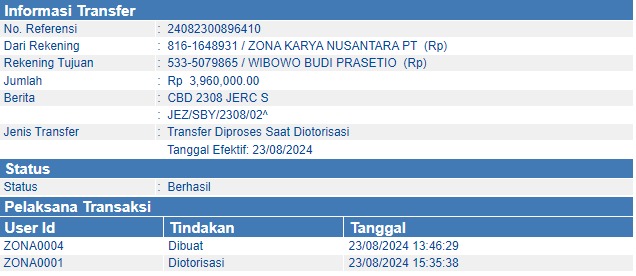 Informasi Transfer
No. Referensi : 24082300896410
Dari Rekening : 816-1648931 / ZONA KARYA NUSANTARA PT (Rp)
Rekening Tujuan : 533-5079865 / WIBOWO BUDI PRASETIO (Rp)
Jumlah : Rp 3,960,000.00
Berita : CBD 2308 JERC S
: JEZ/SBY/2308/02^
Jenis Transfer : Transfer Diproses Saat Diotorisasi
Tanggal Efektif: 23/08/2024
Status
Status : Berhasil
Pelaksana Transaksi
User Id Tindakan Tanggal
ZONA0004 Dibuat 23/08/2024 13:46:29
ZONA0001 Diotorisasi 23/08/2024 15:35:38